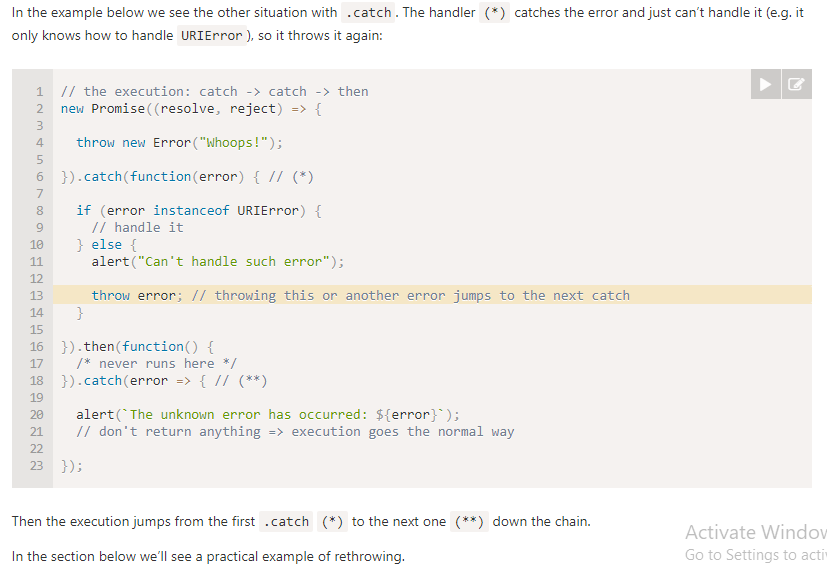 In the example below we see the other situation with .catch. The handler (*) catches the error and just can't handle it (e.g. it
only knows how to handle URIError), so it throws it again:
1 // the execution: catch -> catch -> then
2 new Promise((resolve, reject) => {
3
4   throw new Error("Whoops!");
5
6 }).catch(function(error) { // (*)
7
8   if (error instanceof URIError) {
9     // handle it
10   } else {
11     alert("Can't handle such error");
12
13     throw error; // throwing this or another error jumps to the next catch
14   }
15
16 }).then(function() {
17   /* never runs here */
18 }).catch(error => { // (**)
19
20   alert(`The unknown error has occurred: ${error}`);
21   // don't return anything => execution goes the normal way
22
23 });
Then the execution jumps from the first .catch (*) to the next one (**) down the chain.
In the section below we'll see a practical example of rethrowing.
Activate Window
Go to Settings to acti